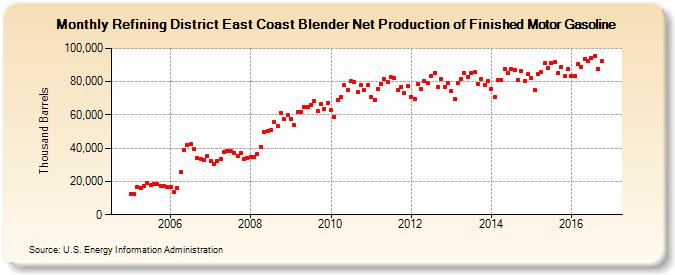 Monthly Refining District East Coast Blender Net Production of Finished Motor Gasoline
Thousand Barrels
100,000
80,000
60,000
40,000
20,000
0
2006 2008 2010 2012 2014 2016
Source: U.S. Energy Information Administration